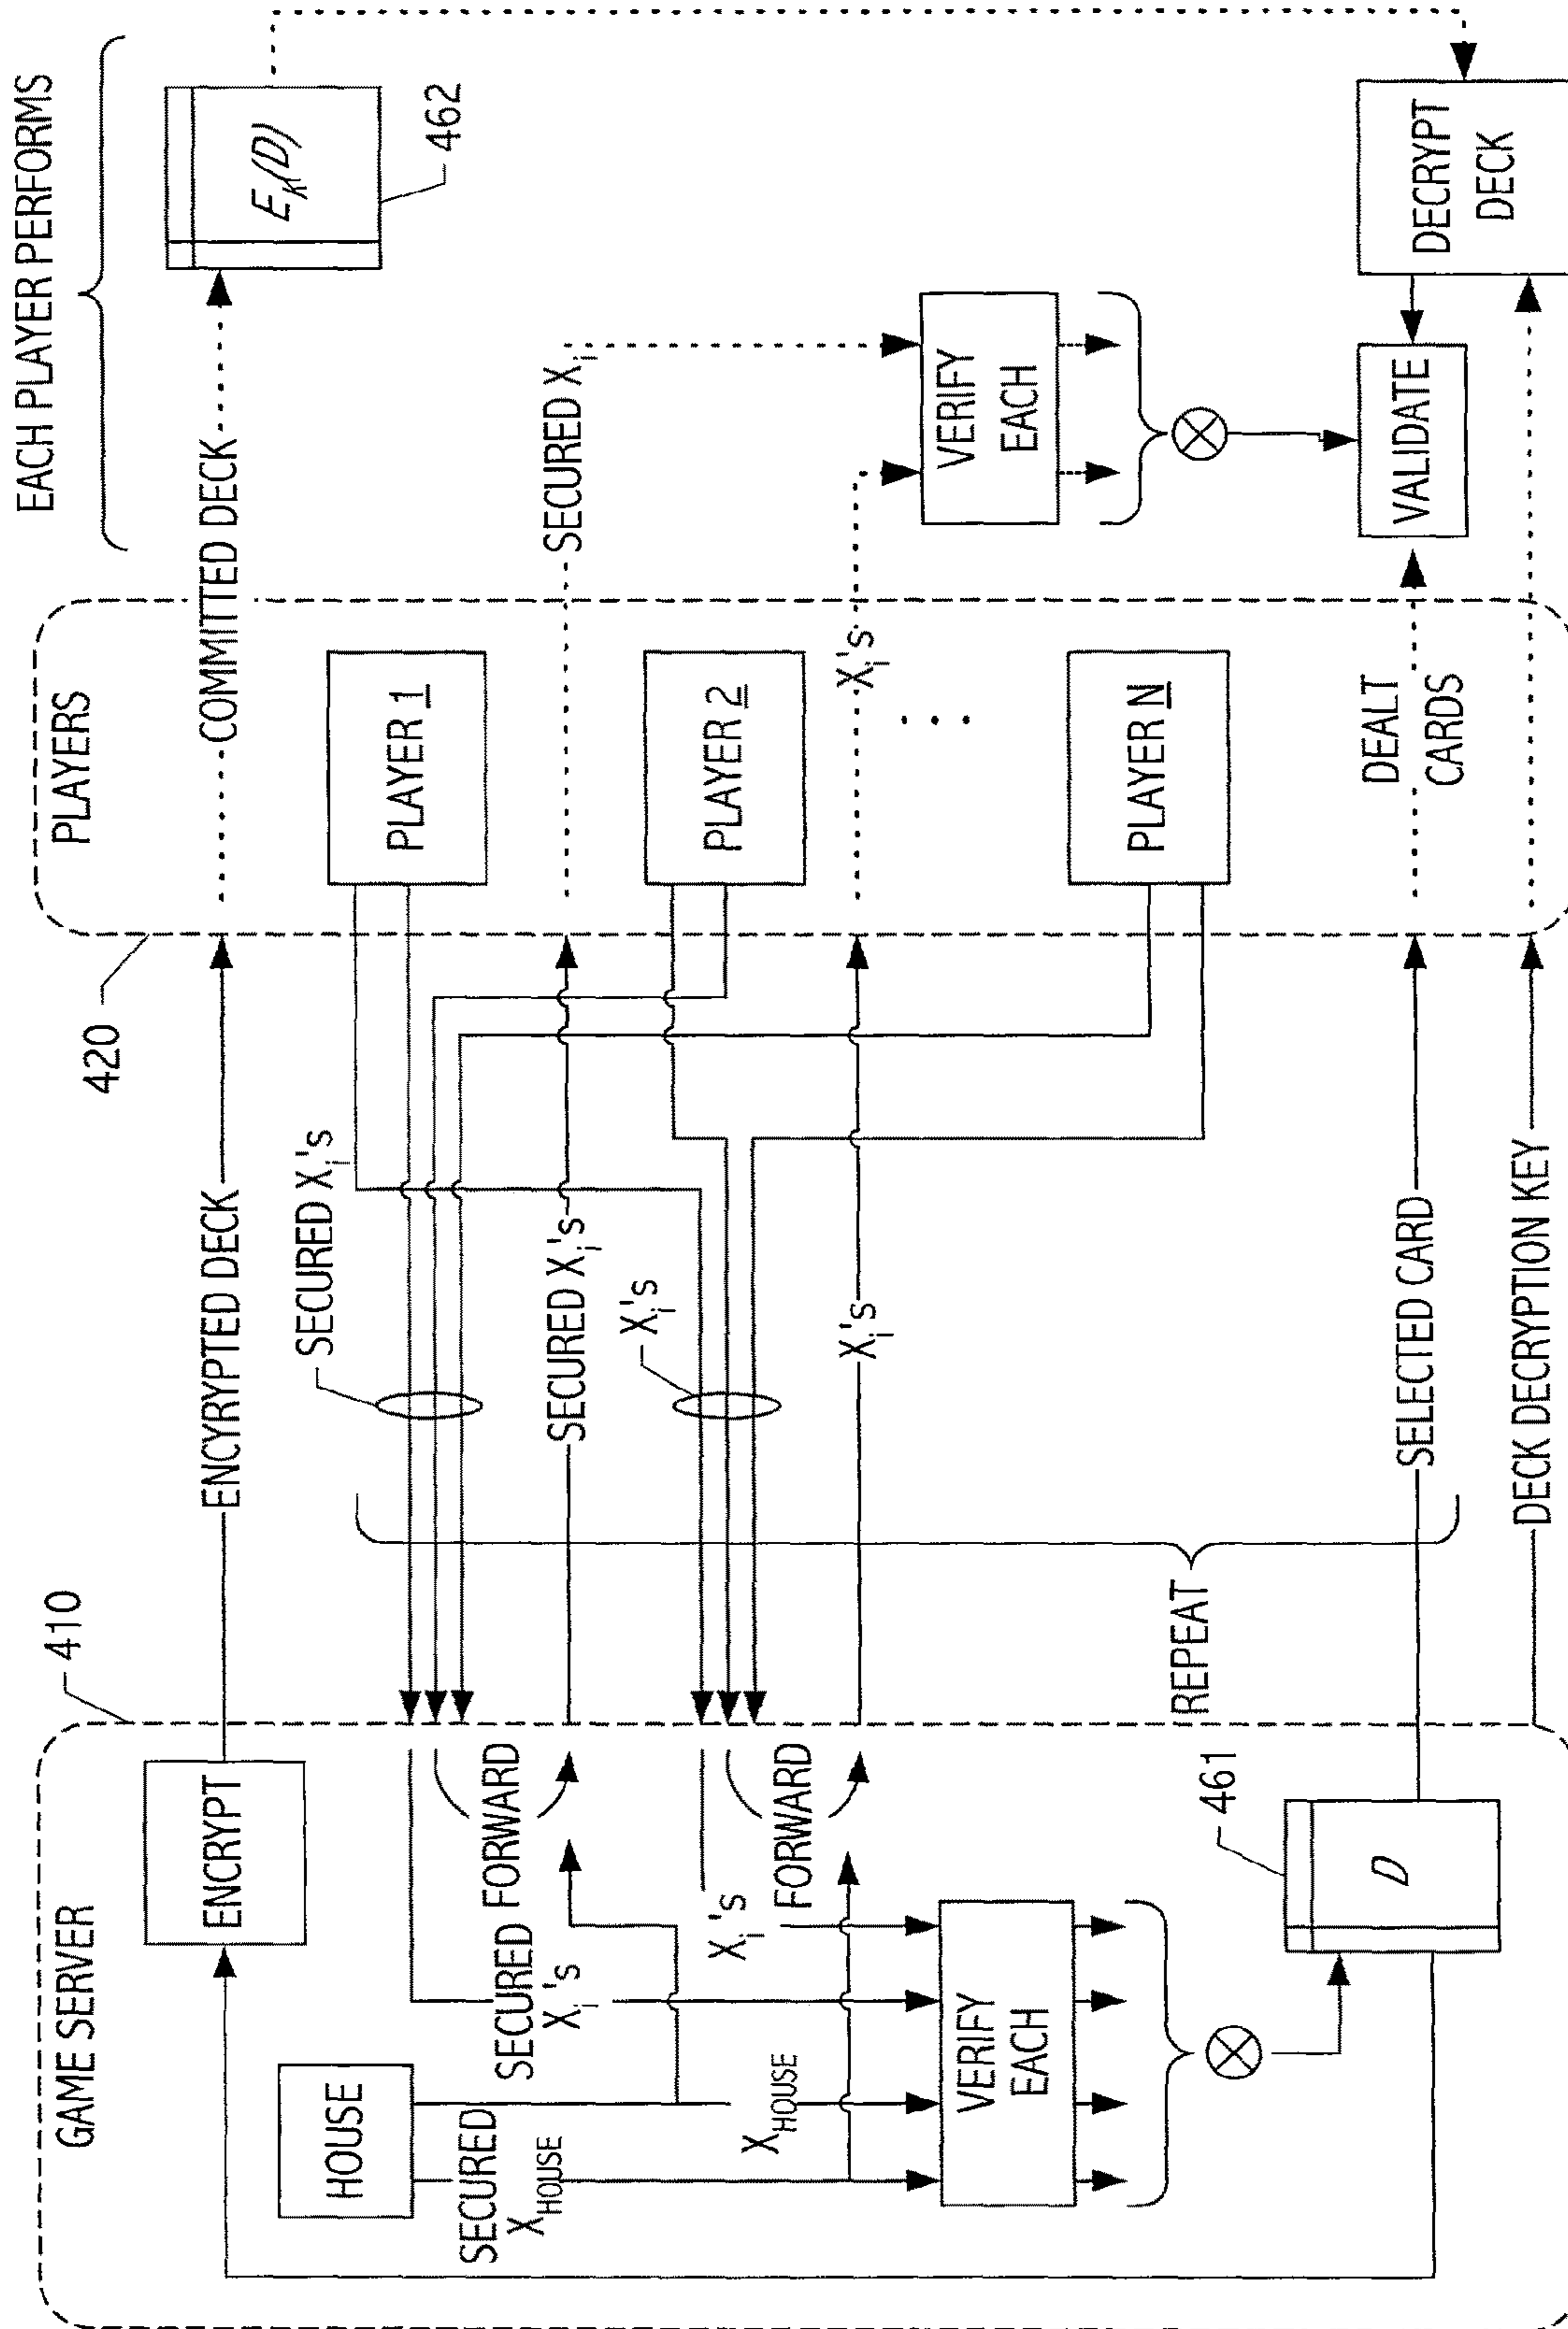 GAME SERVER
410
ENCRYPT
HOUSE
SECURED
X_HOUSE
SECURED
X_i's
FORWARD
X_HOUSE
X_i's
FORWARD
VERIFY
EACH
461
D
ENCYRYPTED DECK
SECURED X_i's
SECURED X_i's
X_i's
X_i's
REPEAT
SELECTED CARD
DECK DECRYPTION KEY
420
PLAYERS
PLAYER 1
PLAYER 2
X_i's
...
PLAYER N
DEALT
CARDS
EACH PLAYER PERFORMS
COMMITTED DECK
E_K(D)
462
SECURED X_i
VERIFY
EACH
VALIDATE
DECRYPT
DECK